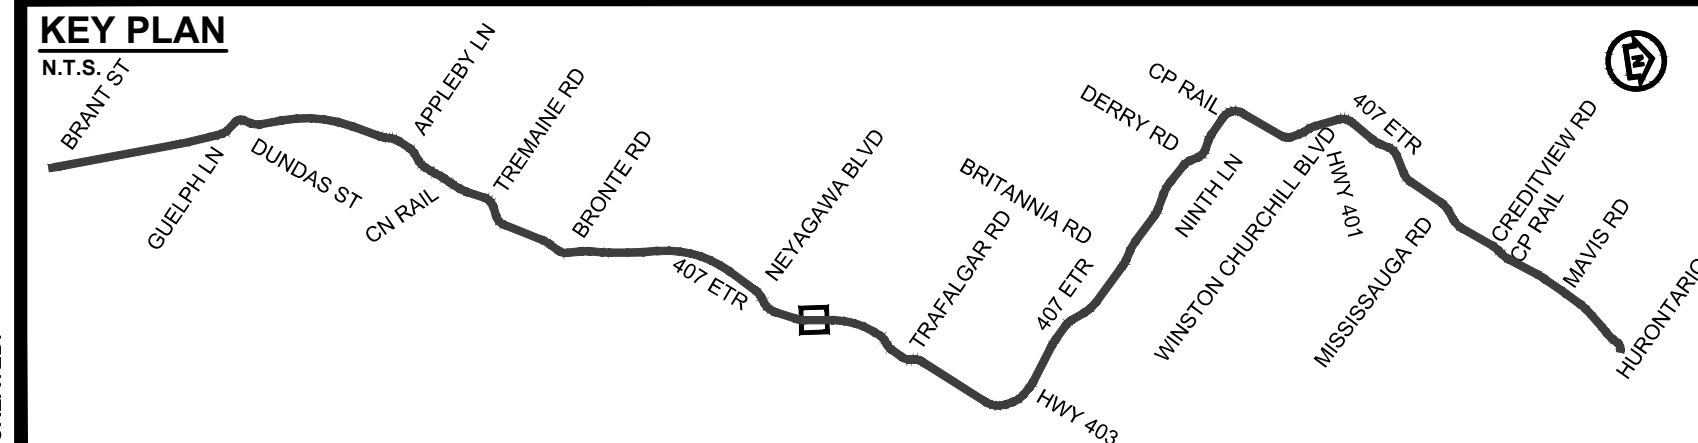 KEY PLAN
N.T.S.
BRANT ST
GUELPH LN
DUNDAS ST
CN RAIL
APPLEBY LN
TREMAINE RD
BRONTE RD
407 ETR
NEYAGAWA BLVD
TRAFALGAR RD
HWY 403
407 ETR
BRITANNIA RD
DERRY RD
CP RAIL
NINTH LN
WINSTON CHURCHILL BLVD
HWY 401
407 ETR
MISSISSAUGA RD
CREDITVIEW RD
CP RAIL
MAVIS RD
HURONTARIO
N